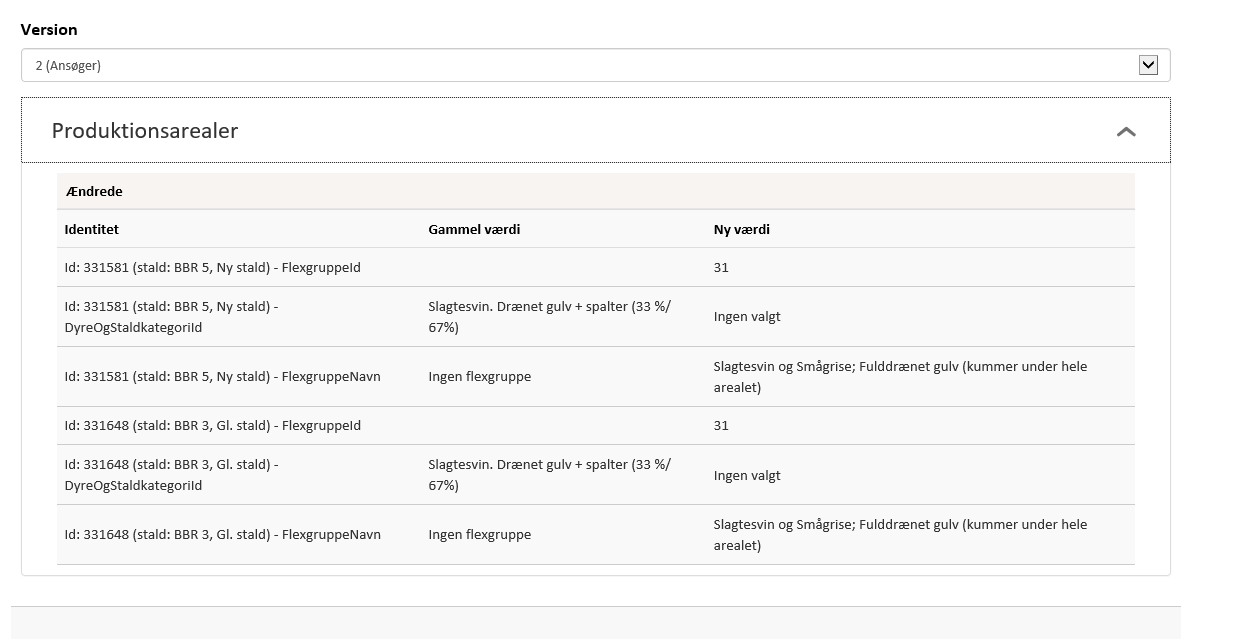 Version
2 (Ansøger)
Produktionsarealer
Ændrede
Identitet Gammel værdi Ny værdi
Id: 331581 (stald: BBR 5, Ny stald) - FlexgruppeId 31
Id: 331581 (stald: BBR 5, Ny stald) -
DyreOgStaldkategoriId
Slagtesvin. Drænet gulv + spalter (33 %/
67%)
Ingen valgt
Id: 331581 (stald: BBR 5, Ny stald) - FlexgruppeNavn
Ingen flexgruppe
Slagtesvin og Smågrise; Fulddrænet gulv (kummer under hele
arealet)
Id: 331648 (stald: BBR 3, Gl. stald) - FlexgruppeId 31
Id: 331648 (stald: BBR 3, Gl. stald) -
DyreOgStaldkategoriId
Slagtesvin. Drænet gulv + spalter (33 %/
67%)
Ingen valgt
Id: 331648 (stald: BBR 3, Gl. stald) - FlexgruppeNavn
Ingen flexgruppe
Slagtesvin og Smågrise; Fulddrænet gulv (kummer under hele
arealet)